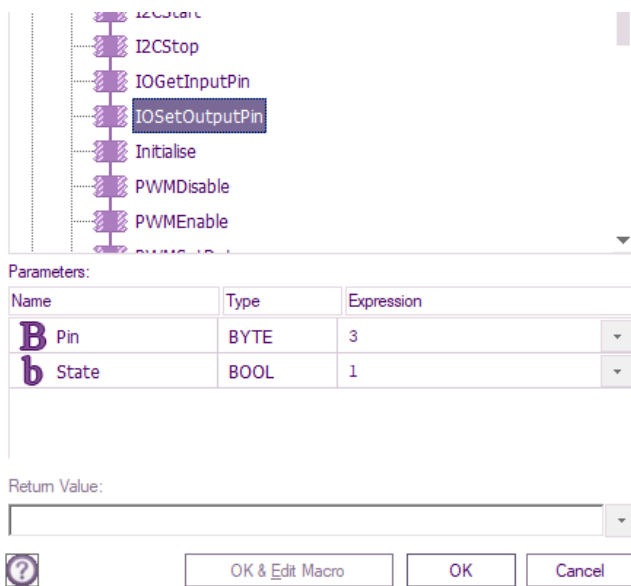 I2CStart
I2CStop
IOGetInputPin
IOSetOutputPin
Initialise
PWMDisable
PWMEnable
Parameters:
Name Type Expression
B Pin BYTE 3
b State BOOL 1
Return Value:
? OK & Edit Macro OK Cancel